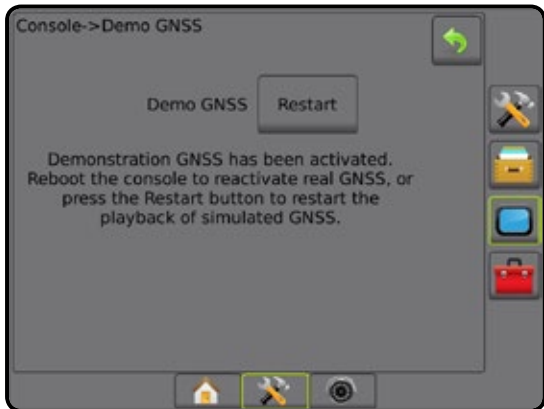 Console->Demo GNSS
Demo GNSS Restart
Demonstration GNSS has been activated.
Reboot the console to reactivate real GNSS, or
press the Restart button to restart the
playback of simulated GNSS.